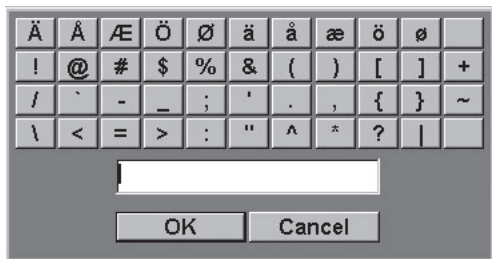 Ä Å Æ Ö Ø ä å æ ö ø
! @ # $ % & ( ) [ ] +
/ ` - _ ; ' . , { } ~
\ < = > : " ^ * ? |
OK Cancel